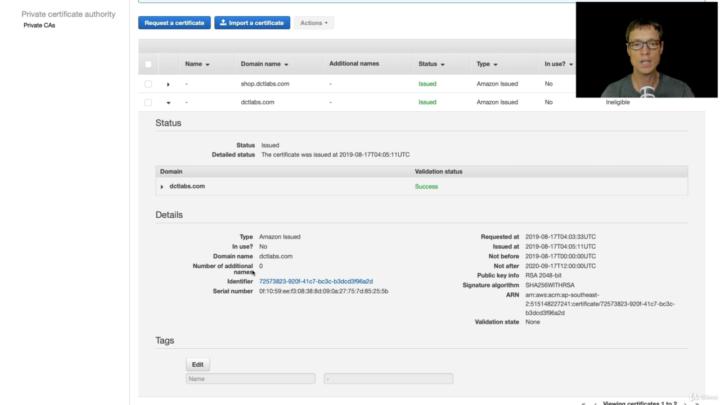 Private certificate authority
Private CAs
Request a certificate Import a certificate Actions
Name Domain name Additional names Status Type In use?
- shop.dctlabs.com - Issued Amazon Issued No
- dctlabs.com - Issued Amazon Issued No Ineligible
Status
Status Issued
Detailed status The certificate was issued at 2019-08-17T04:05:11UTC
Domain Validation status
dctlabs.com Success
Details
Type Amazon Issued
In use? No
Domain name dctlabs.com
Number of additional names 0
Identifier 72573823-920f-41c7-bc3c-b3dcd3f96a2d
Serial number 0f:10:59:ee:f3:08:38:8d:09:0a:27:75:7d:85:25:5b
Requested at 2019-08-17T04:03:33UTC
Issued at 2019-08-17T04:05:11UTC
Not before 2019-08-17T00:00:00UTC
Not after 2020-09-17T12:00:00UTC
Public key info RSA 2048-bit
Signature algorithm SHA256WITHRSA
ARN arn:aws:acm:ap-southeast-
2:515148227241:certificate/72573823-920f-41c7-bc3c-
b3dcd3f96a2d
Validation state None
Tags
Edit
Name -
Viewing certificates 1 to 2